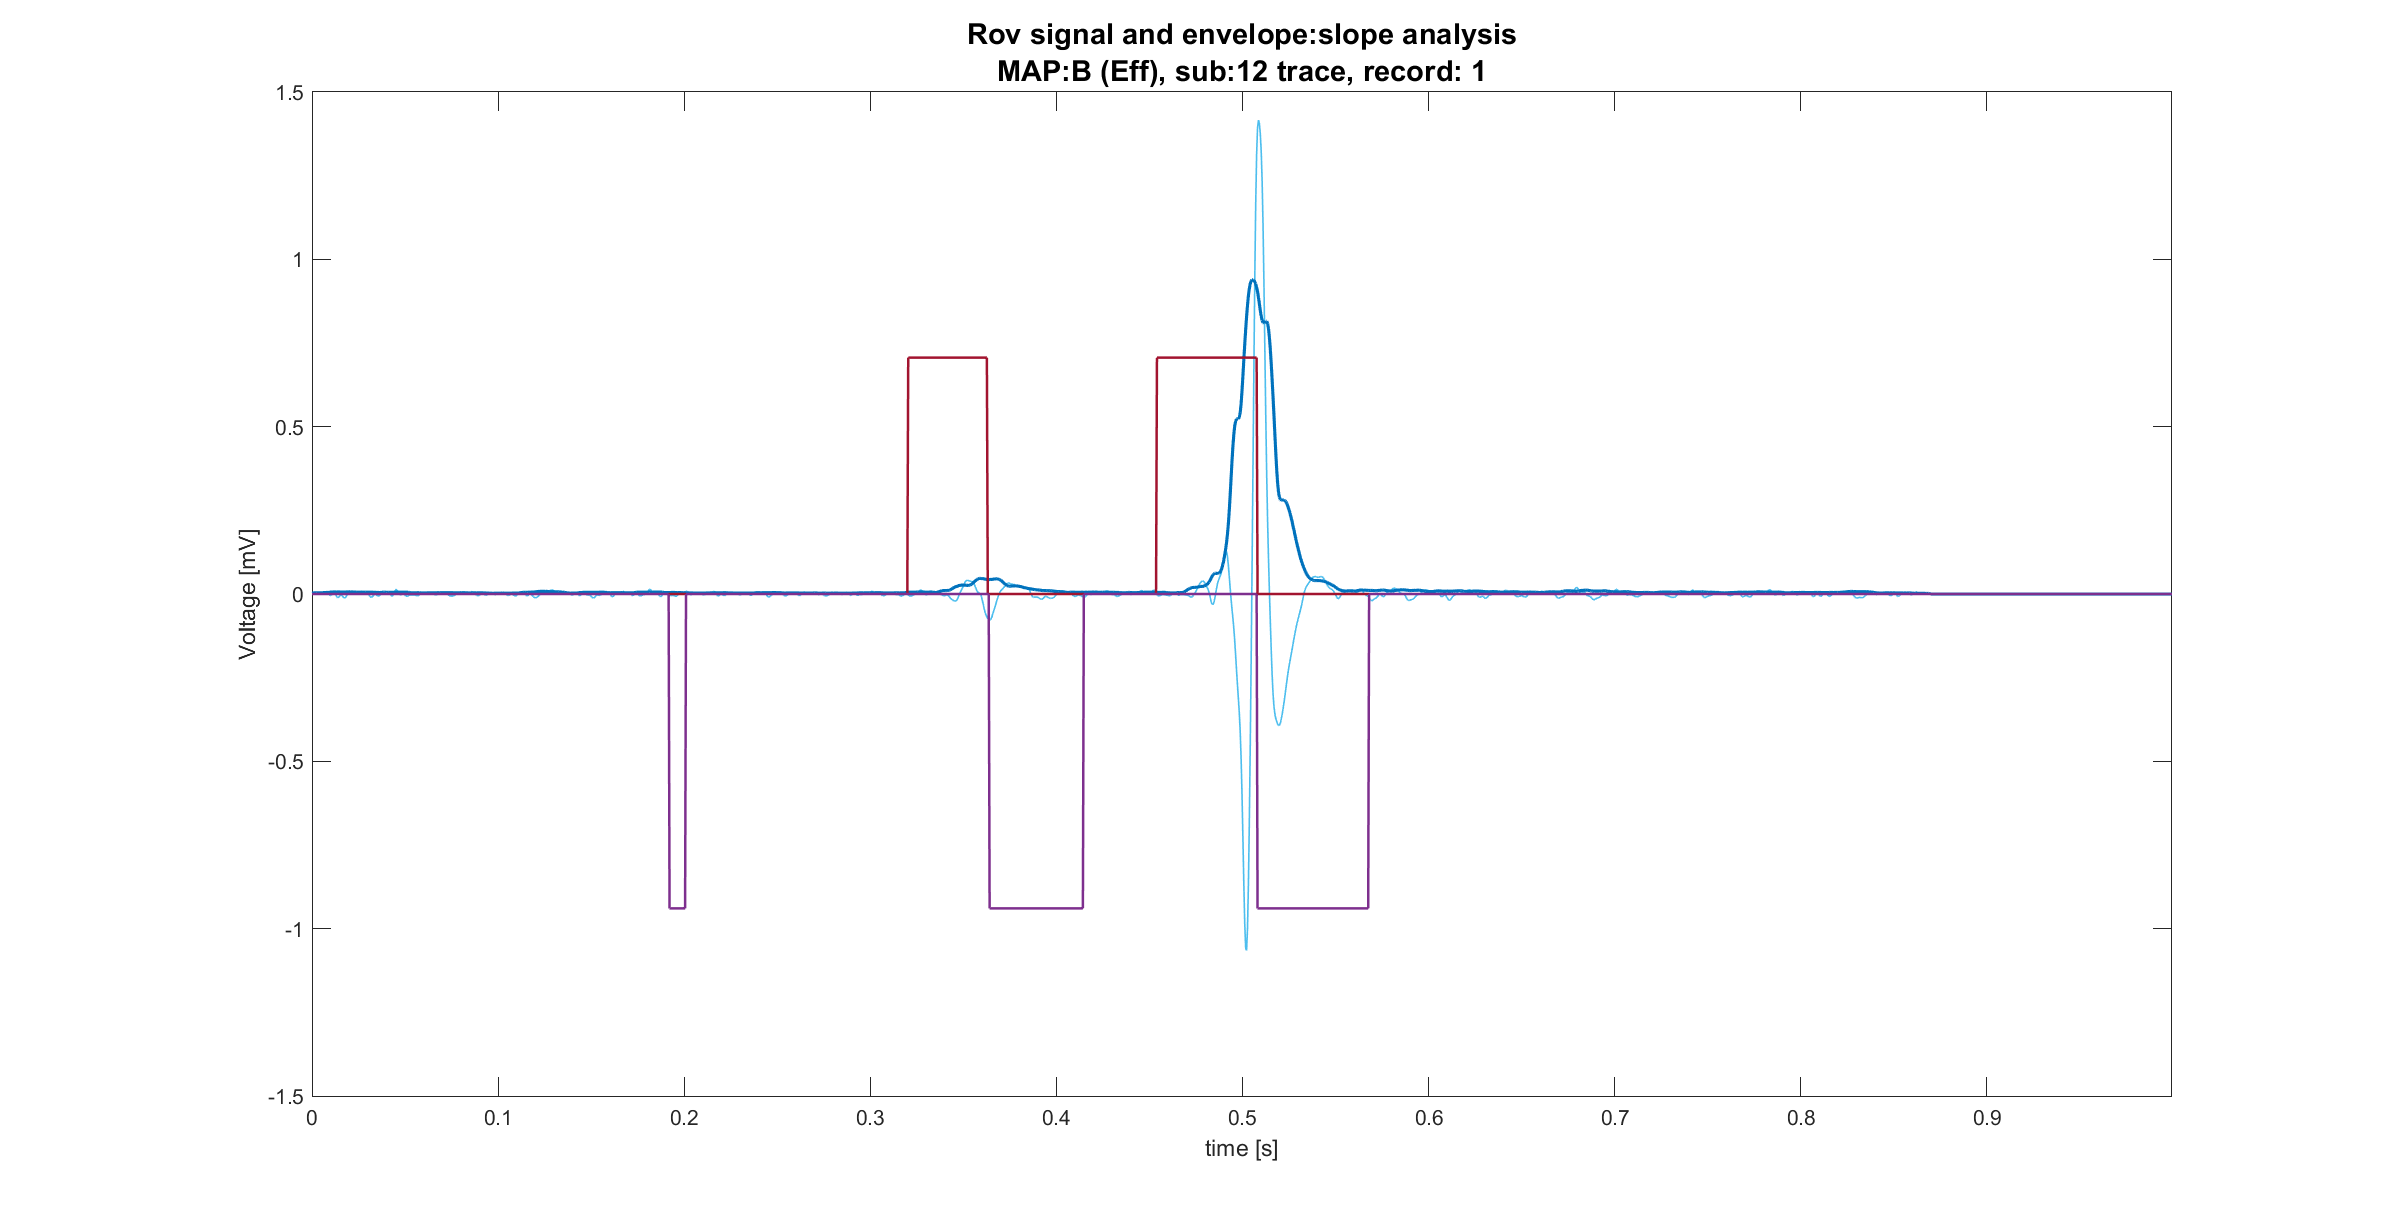 Rov signal and envelope:slope analysis
MAP:B (Eff), sub:12 trace, record: 1
1.5
1
0.5
0
-0.5
-1
-1.5
Voltage [mV]
0 0.1 0.2 0.3 0.4 0.5 0.6 0.7 0.8 0.9
time [s]